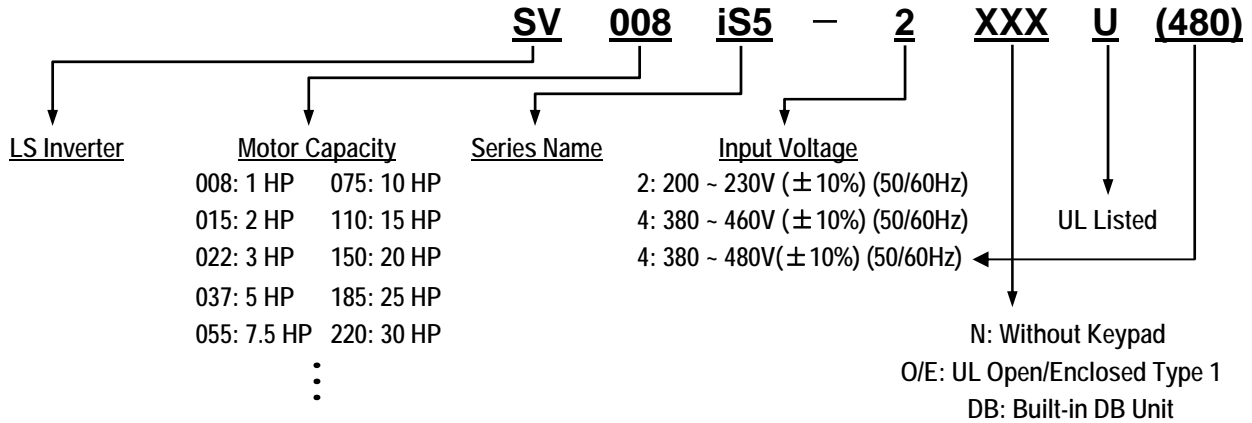 SV 008 iS5 － 2 XXX U (480)
LS Inverter
Motor Capacity
008: 1 HP 075: 10 HP
015: 2 HP 110: 15 HP
022: 3 HP 150: 20 HP
037: 5 HP 185: 25 HP
055: 7.5 HP 220: 30 HP
Series Name
Input Voltage
2: 200 ~ 230V (±10%) (50/60Hz)
4: 380 ~ 460V (±10%) (50/60Hz)
4: 380 ~ 480V(±10%) (50/60Hz)
UL Listed
N: Without Keypad
O/E: UL Open/Enclosed Type 1
DB: Built-in DB Unit